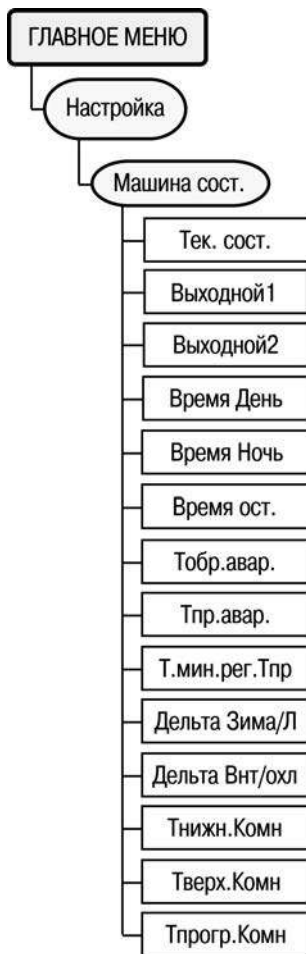 ГЛАВНОЕ МЕНЮ
Настройка
Машина сост.
Тек. сост.
Выходной1
Выходной2
Время День
Время Ночь
Время ост.
Тобр.авар.
Тпр.авар.
Т.мин.рег.Тпр
Дельта Зима/Л
Дельта Внт/охл
Тнижн.Комн
Тверх.Комн
Тпрогр.Комн